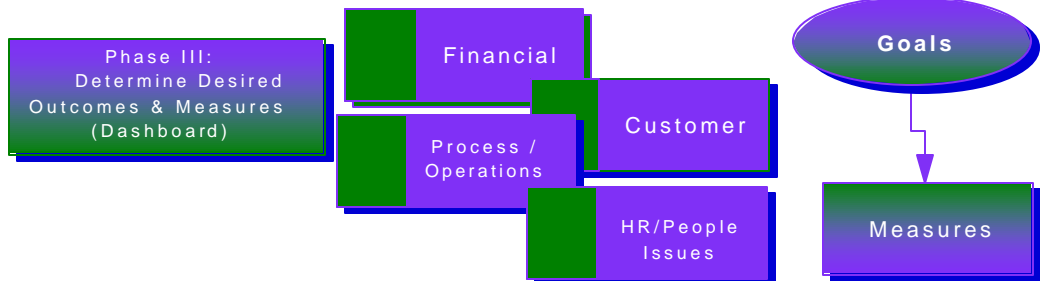 Phase III:
Determine Desired
Outcomes & Measures
(Dashboard)
Financial
Customer
Process /
Operations
HR/People
Issues
Goals
Measures